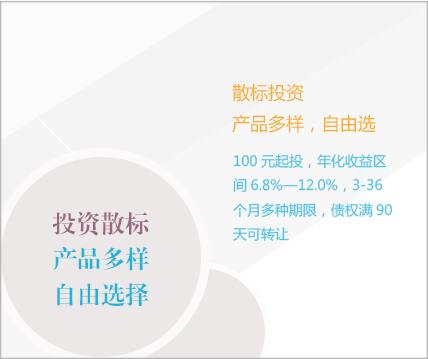 散标投资
产品多样，自由选
100 元起投，年化收益区
间 6.8%—12.0%，3-36
个月多种期限，债权满 90
天可转让
投资散标
产品多样
自由选择